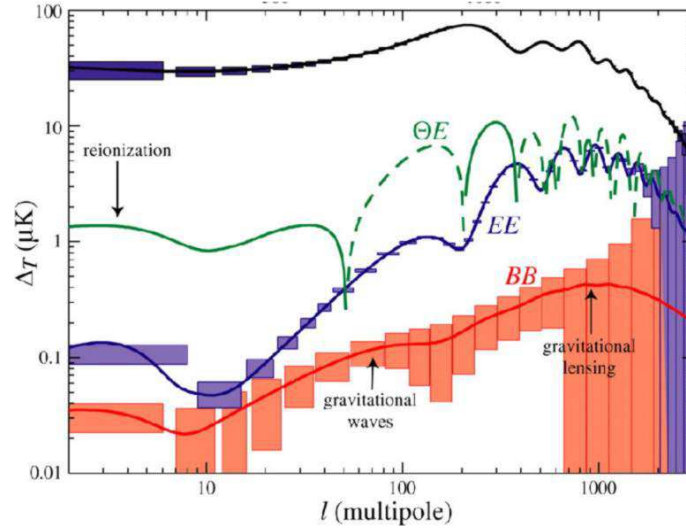 100
10
1
0.1
0.01
Δ_T (μK)
reionization
ΘE
EE
BB
gravitational
waves
gravitational
lensing
10
100
1000
l (multipole)